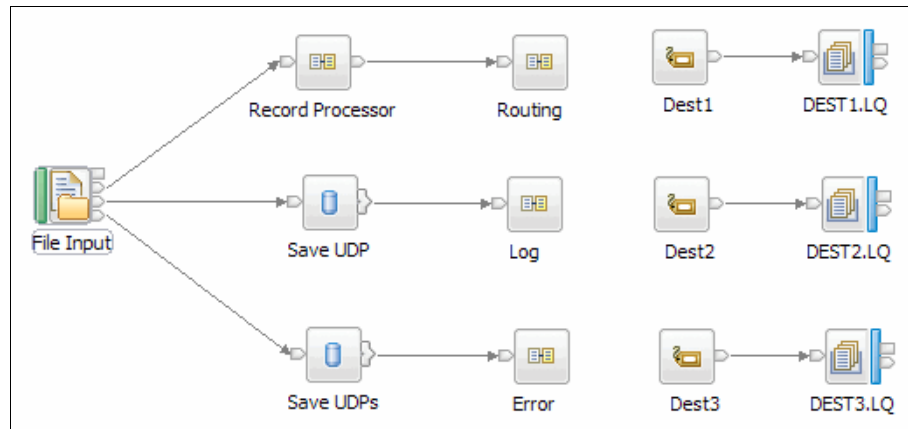 Record Processor
Routing
Dest1
DEST1.LQ
File Input
Save UDP
Log
Dest2
DEST2.LQ
Save UDPs
Error
Dest3
DEST3.LQ